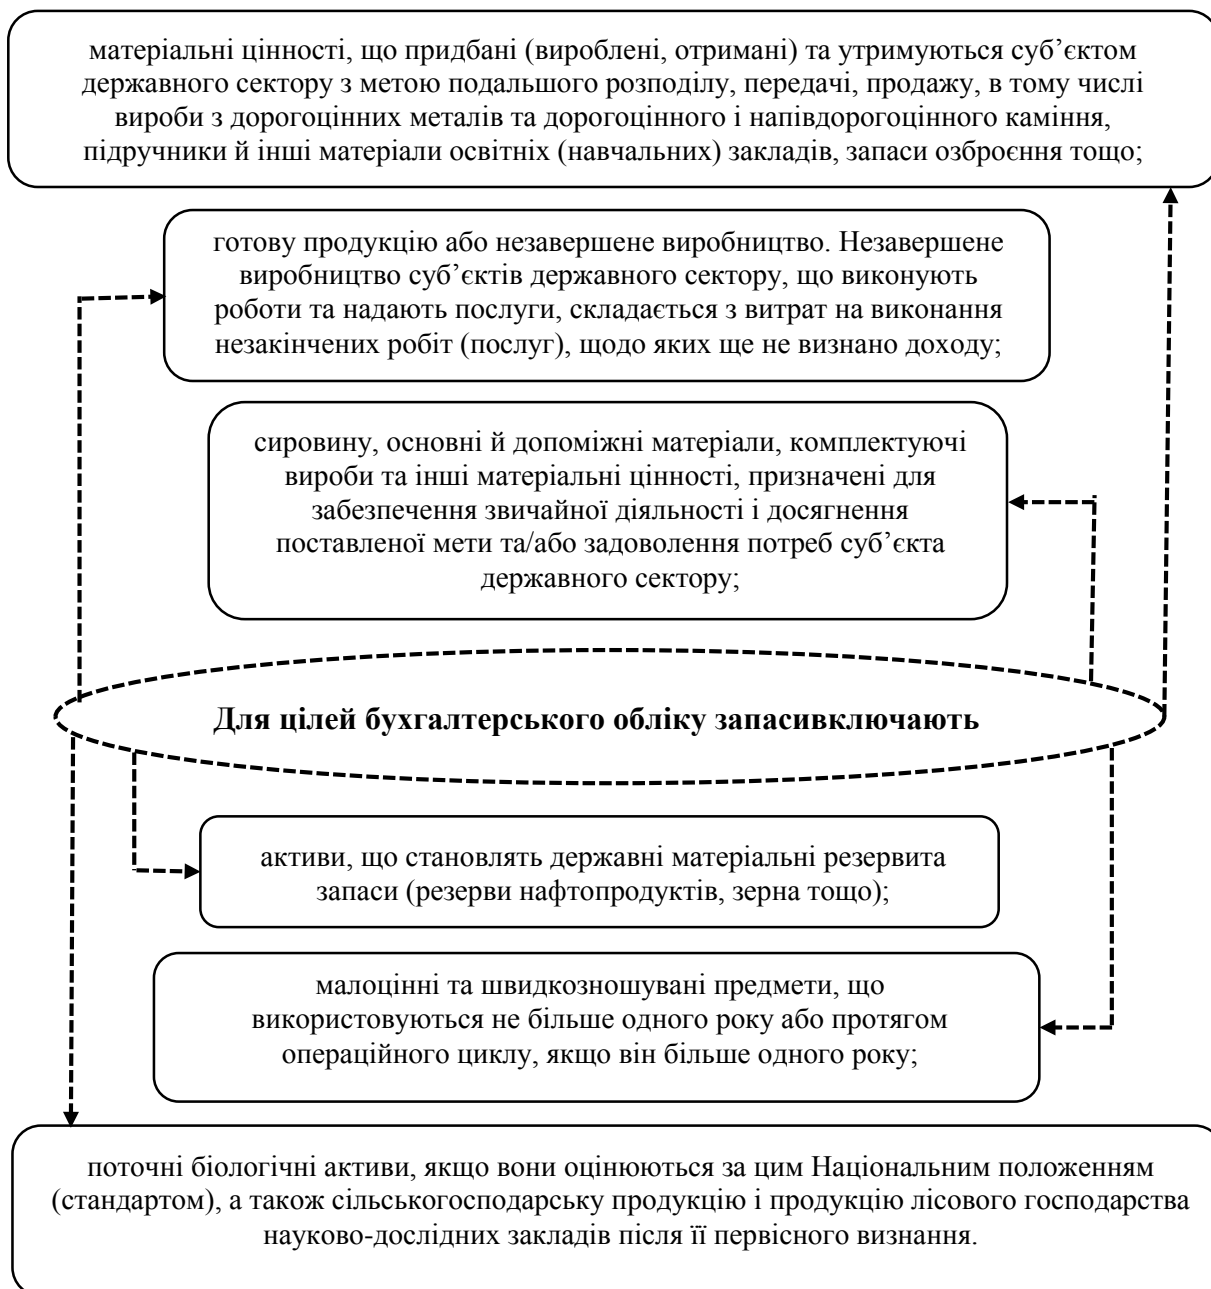 матеріальні цінності, що придбані (вироблені, отримані) та утримуються суб’єктом
державного сектору з метою подальшого розподілу, передачі, продажу, в тому числі
вироби з дорогоцінних металів та дорогоцінного і напівдорогоцінного каміння,
підручники й інші матеріали освітніх (навчальних) закладів, запаси озброєння тощо;
готову продукцію або незавершене виробництво. Незавершене
виробництво суб’єктів державного сектору, що виконують
роботи та надають послуги, складається з витрат на виконання
незакінчених робіт (послуг), щодо яких ще не визнано доходу;
сировину, основні й допоміжні матеріали, комплектуючі
вироби та інші матеріальні цінності, призначені для
забезпечення звичайної діяльності і досягнення
поставленої мети та/або задоволення потреб суб’єкта
державного сектору;
Для цілей бухгалтерського обліку запасивключають
активи, що становлять державні матеріальні резервита
запаси (резерви нафтопродуктів, зерна тощо);
малоцінні та швидкозношувані предмети, що
використовуються не більше одного року або протягом
операційного циклу, якщо він більше одного року;
поточні біологічні активи, якщо вони оцінюються за цим Національним положенням
(стандартом), а також сільськогосподарську продукцію і продукцію лісового господарства
науково-дослідних закладів після її первісного визнання.